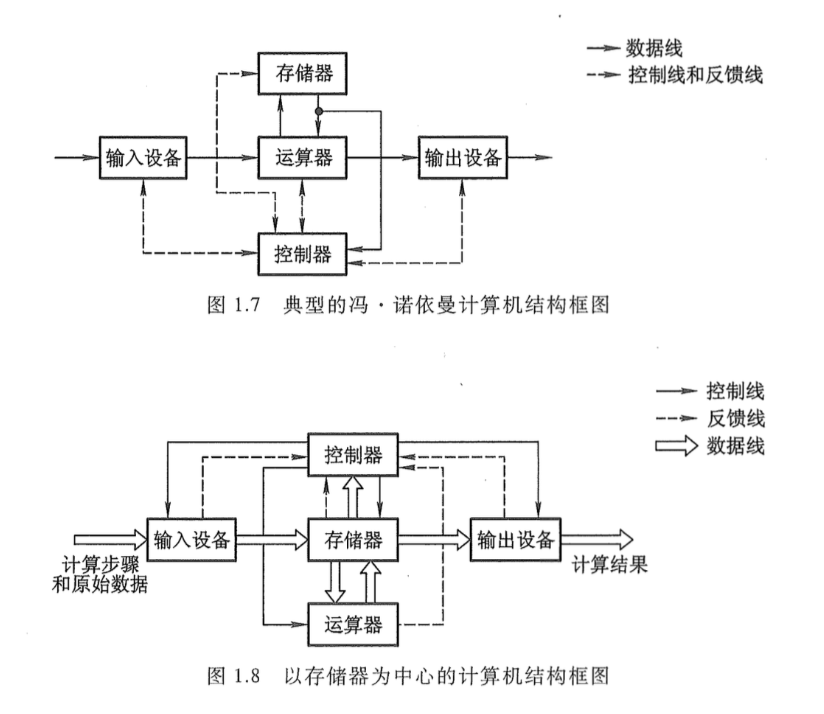 数据线
存储器
控制线和反馈线
输入设备
运算器
输出设备
控制器
图 1.7 典型的冯·诺依曼计算机结构框图
控制线
反馈线
控制器
数据线
输入设备
存储器
输出设备
计算步骤
和原始数据
计算结果
运算器
图 1.8 以存储器为中心的计算机结构框图